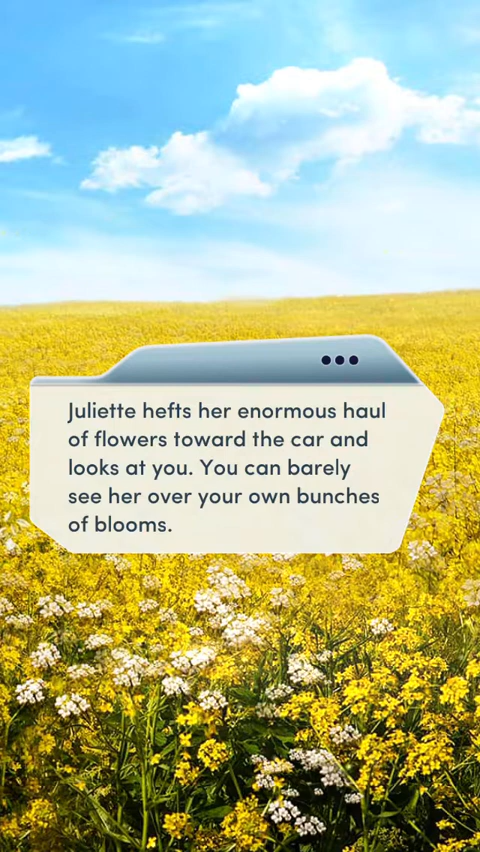 Juliette hefts her enormous haul
of flowers toward the car and
looks at you. You can barely
see her over your own bunches
of blooms.